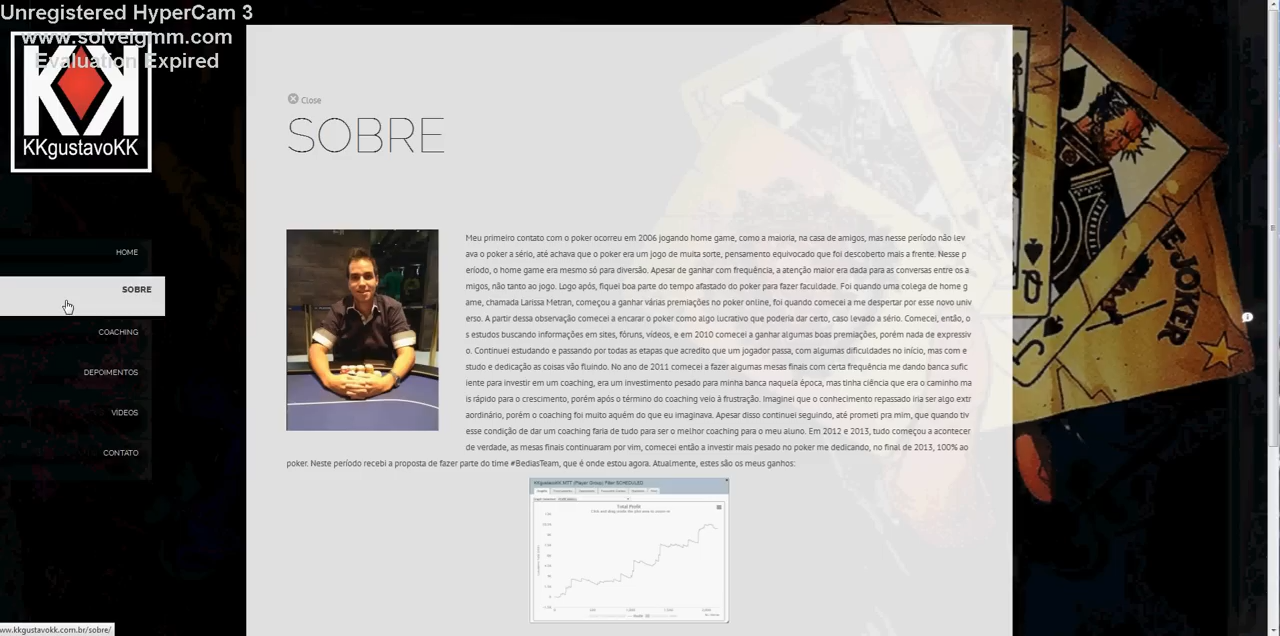 Unregistered HyperCam 3
www.solveigmm.com
Evaluation Expired
KK
KKgustavoKK
HOME
SOBRE
COACHING
DEPOIMENTOS
VÍDEOS
CONTATO
Close
SOBRE
Meu primeiro contato com o poker ocorreu em 2006 jogando home game, como a maioria, na casa de amigos, mas nesse período não lev
ava o poker a sério, até achava que o poker era um jogo de muita sorte, pensamento equivocado que foi descoberto mais a frente. Nesse p
eríodo, o home game era mesmo só para diversão. Apesar de ganhar com frequência, a atenção maior era dada para as conversas entre os a
migos, não tanto ao jogo. Logo após, fiquei boa parte do tempo afastado do poker para fazer faculdade. Foi quando uma colega de home g
ame, chamada Larissa Metran, começou a ganhar várias premiações no poker online, foi quando comecei a me despertar por esse novo univ
erso. A partir dessa observação comecei a encarar o poker como algo lucrativo que poderia dar certo, caso levado a sério. Comecei, então, o
s estudos buscando informações em sites, fóruns, vídeos, e em 2010 comecei a ganhar algumas boas premiações, porém nada de expressiv
o. Continuei estudando e passando por todas as etapas que acredito que um jogador passa, com algumas dificuldades no início, mas com e
studo e dedicação as coisas vão fluindo. No ano de 2011 comecei a fazer algumas mesas finais com certa frequência me dando banca sufic
iente para investir em um coaching, era um investimento pesado para minha banca naquela época, mas tinha ciência que era o caminho ma
is rápido para o crescimento, porém após o término do coaching veio à frustração. Imaginei que o conhecimento repassado iria ser algo extr
aordinário, porém o coaching foi muito aquém do que eu imaginava. Apesar disso continuei seguindo, até prometi pra mim, que quando tiv
esse condição de dar um coaching faria de tudo para ser o melhor coaching para o meu aluno. Em 2012 e 2013, tudo começou a acontecer
de verdade, as mesas finais continuaram por vim, comecei então a investir mais pesado no poker me dedicando, no final de 2013, 100% ao
poker. Neste período recebi a proposta de fazer parte do time #BediasTeam, que é onde estou agora. Atualmente, estes são os meus ganhos:
KKgustavoKK MTT (Player Group) Filter:SCHEDULED
Total Profit
JOKER
ww.kkgustavokk.com.br/sobre/